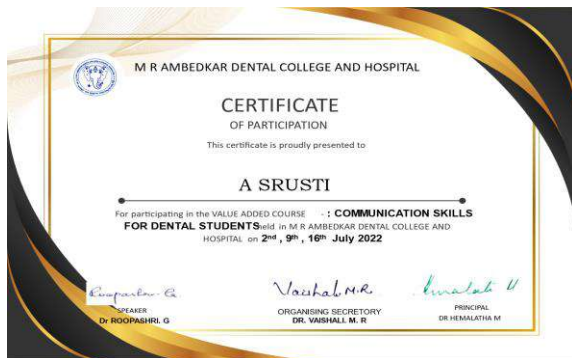 M R AMBEDKAR DENTAL COLLEGE AND HOSPITAL
CERTIFICATE
OF PARTICIPATION
This certificate is proudly presented to
A SRUSTI
For participating in the VALUE ADDED COURSE - : COMMUNICATION SKILLS
FOR DENTAL STUDENTS held in M R AMBEDKAR DENTAL COLLEGE AND
HOSPITAL on 2nd , 9th , 16th July 2022
Vaishali M.R.
SPEAKER
Dr ROOPASHRI. G
ORGANISING SECRETORY
DR. VAISHALI. M. R
PRINCIPAL
DR HEMALATHA M